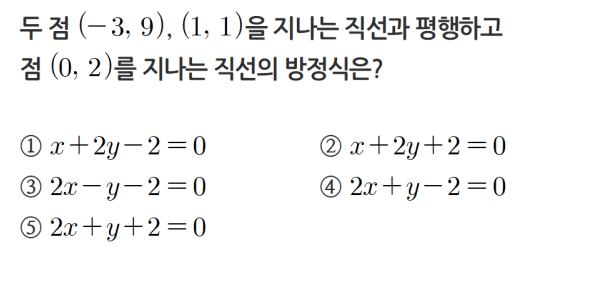 두 점 (−3, 9), (1, 1)을 지나는 직선과 평행하고
점 (0, 2)를 지나는 직선의 방정식은?
① x+2y−2=0 ② x+2y+2=0
③ 2x−y−2=0 ④ 2x+y−2=0
⑤ 2x+y+2=0